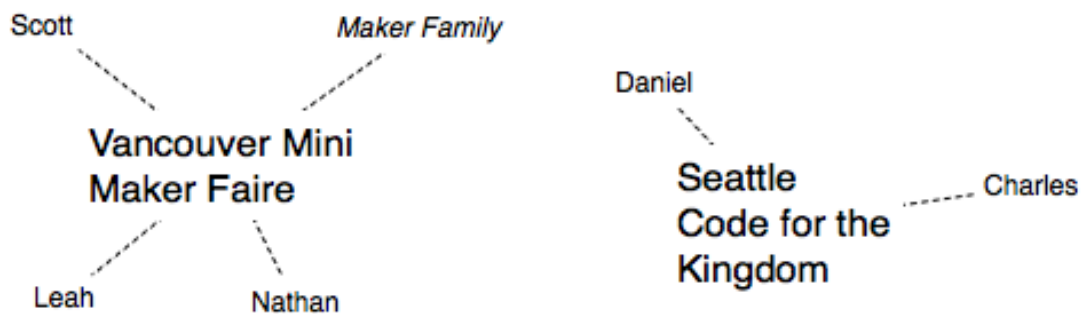 Scott
Maker Family
Vancouver Mini
Maker Faire
Leah
Nathan
Daniel
Seattle
Code for the
Kingdom
Charles